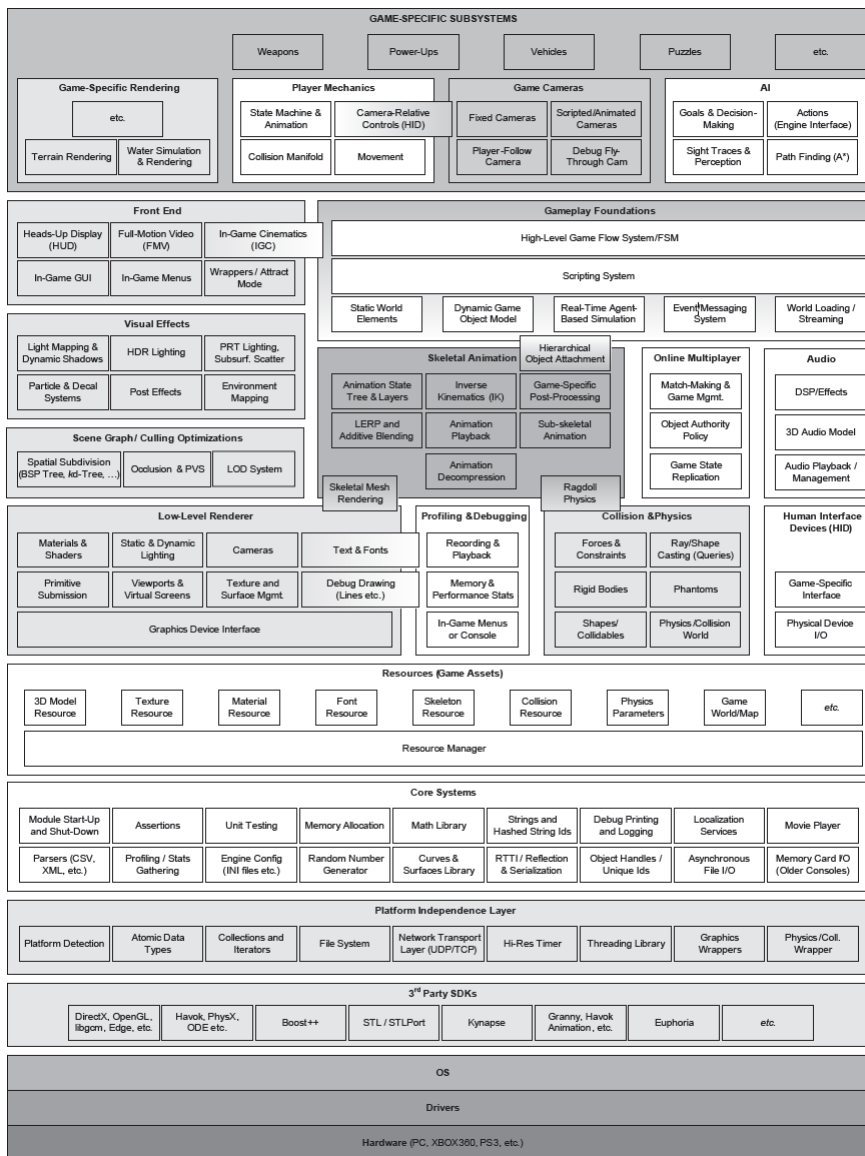 GAME-SPECIFIC SUBSYSTEMS
Weapons
Power-Ups
Vehicles
Puzzles
etc.
Game-Specific Rendering
etc.
Terrain Rendering
Water Simulation
& Rendering
Player Mechanics
State Machine &
Animation
Camera-Relative
Controls (HID)
Collision Manifold
Movement
Game Cameras
Fixed Cameras
Scripted/Animated
Cameras
Player-Follow
Camera
Debug Fly-
Through Cam
AI
Goals & Decision-
Making
Actions
(Engine Interface)
Sight Traces &
Perception
Path Finding (A*)
Front End
Heads-Up Display
(HUD)
Full-Motion Video
(FMV)
In-Game Cinematics
(IGC)
In-Game GUI
In-Game Menus
Wrappers / Attract
Mode
Gameplay Foundations
High-Level Game Flow System/FSM
Scripting System
Static World
Elements
Dynamic Game
Object Model
Real-Time Agent-
Based Simulation
Event/Messaging
System
World Loading /
Streaming
Visual Effects
Light Mapping &
Dynamic Shadows
HDR Lighting
PRT Lighting,
Subsurf. Scatter
Particle & Decal
Systems
Post Effects
Environment
Mapping
Skeletal Animation
Hierarchical
Object Attachment
Animation State
Tree & Layers
Inverse
Kinematics (IK)
Game-Specific
Post-Processing
LERP and
Additive Blending
Animation
Playback
Sub-skeletal
Animation
Animation
Decompression
Skeletal Mesh
Rendering
Ragdoll
Physics
Online Multiplayer
Match-Making &
Game Mgmt.
Object Authority
Policy
Game State
Replication
Audio
DSP/Effects
3D Audio Model
Audio Playback /
Management
Scene Graph / Culling Optimizations
Spatial Subdivision
(BSP Tree, kd-Tree, …)
Occlusion & PVS
LOD System
Low-Level Renderer
Materials &
Shaders
Static & Dynamic
Lighting
Cameras
Text & Fonts
Primitive
Submission
Viewports &
Virtual Screens
Texture and
Surface Mgmt.
Debug Drawing
(Lines etc.)
Graphics Device Interface
Profiling & Debugging
Recording &
Playback
Memory &
Performance Stats
In-Game Menus
or Console
Collision & Physics
Forces &
Constraints
Ray/Shape
Casting (Queries)
Rigid Bodies
Phantoms
Shapes/
Collidables
Physics/Collision
World
Human Interface
Devices (HID)
Game-Specific
Interface
Physical Device
I/O
Resources (Game Assets)
3D Model
Resource
Texture
Resource
Material
Resource
Font
Resource
Skeleton
Resource
Collision
Resource
Physics
Parameters
Game
World/Map
etc.
Resource Manager
Core Systems
Module Start-Up
and Shut-Down
Assertions
Unit Testing
Memory Allocation
Math Library
Strings and
Hashed String Ids
Debug Printing
and Logging
Localization
Services
Movie Player
Parsers (CSV,
XML, etc.)
Profiling / Stats
Gathering
Engine Config
(INI files etc.)
Random Number
Generator
Curves &
Surfaces Library
RTTI / Reflection
& Serialization
Object Handles /
Unique Ids
Asynchronous
File I/O
Memory Card I/O
(Older Consoles)
Platform Independence Layer
Platform Detection
Atomic Data
Types
Collections and
Iterators
File System
Network Transport
Layer (UDP/TCP)
Hi-Res Timer
Threading Library
Graphics
Wrappers
Physics/Coll.
Wrapper
3rd Party SDKs
DirectX, OpenGL,
libgcm, Edge, etc.
Havok, PhysX,
ODE etc.
Boost++
STL / STLPort
Kynapse
Granny, Havok
Animation, etc.
Euphoria
etc.
OS
Drivers
Hardware (PC, XBOX360, PS3, etc.)